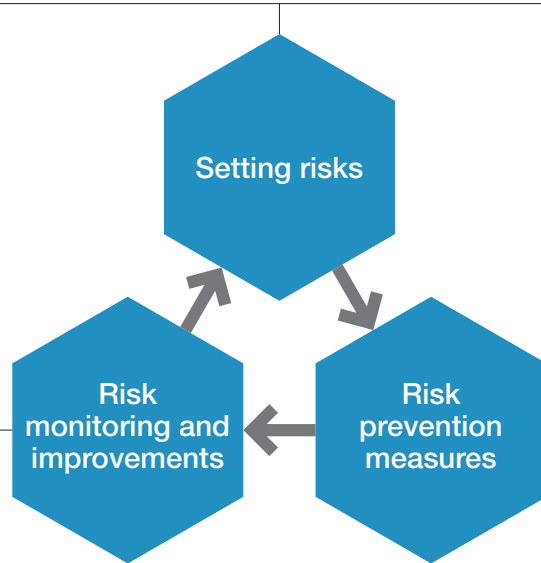 Setting risks
Risk
monitoring and
improvements
Risk
prevention
measures